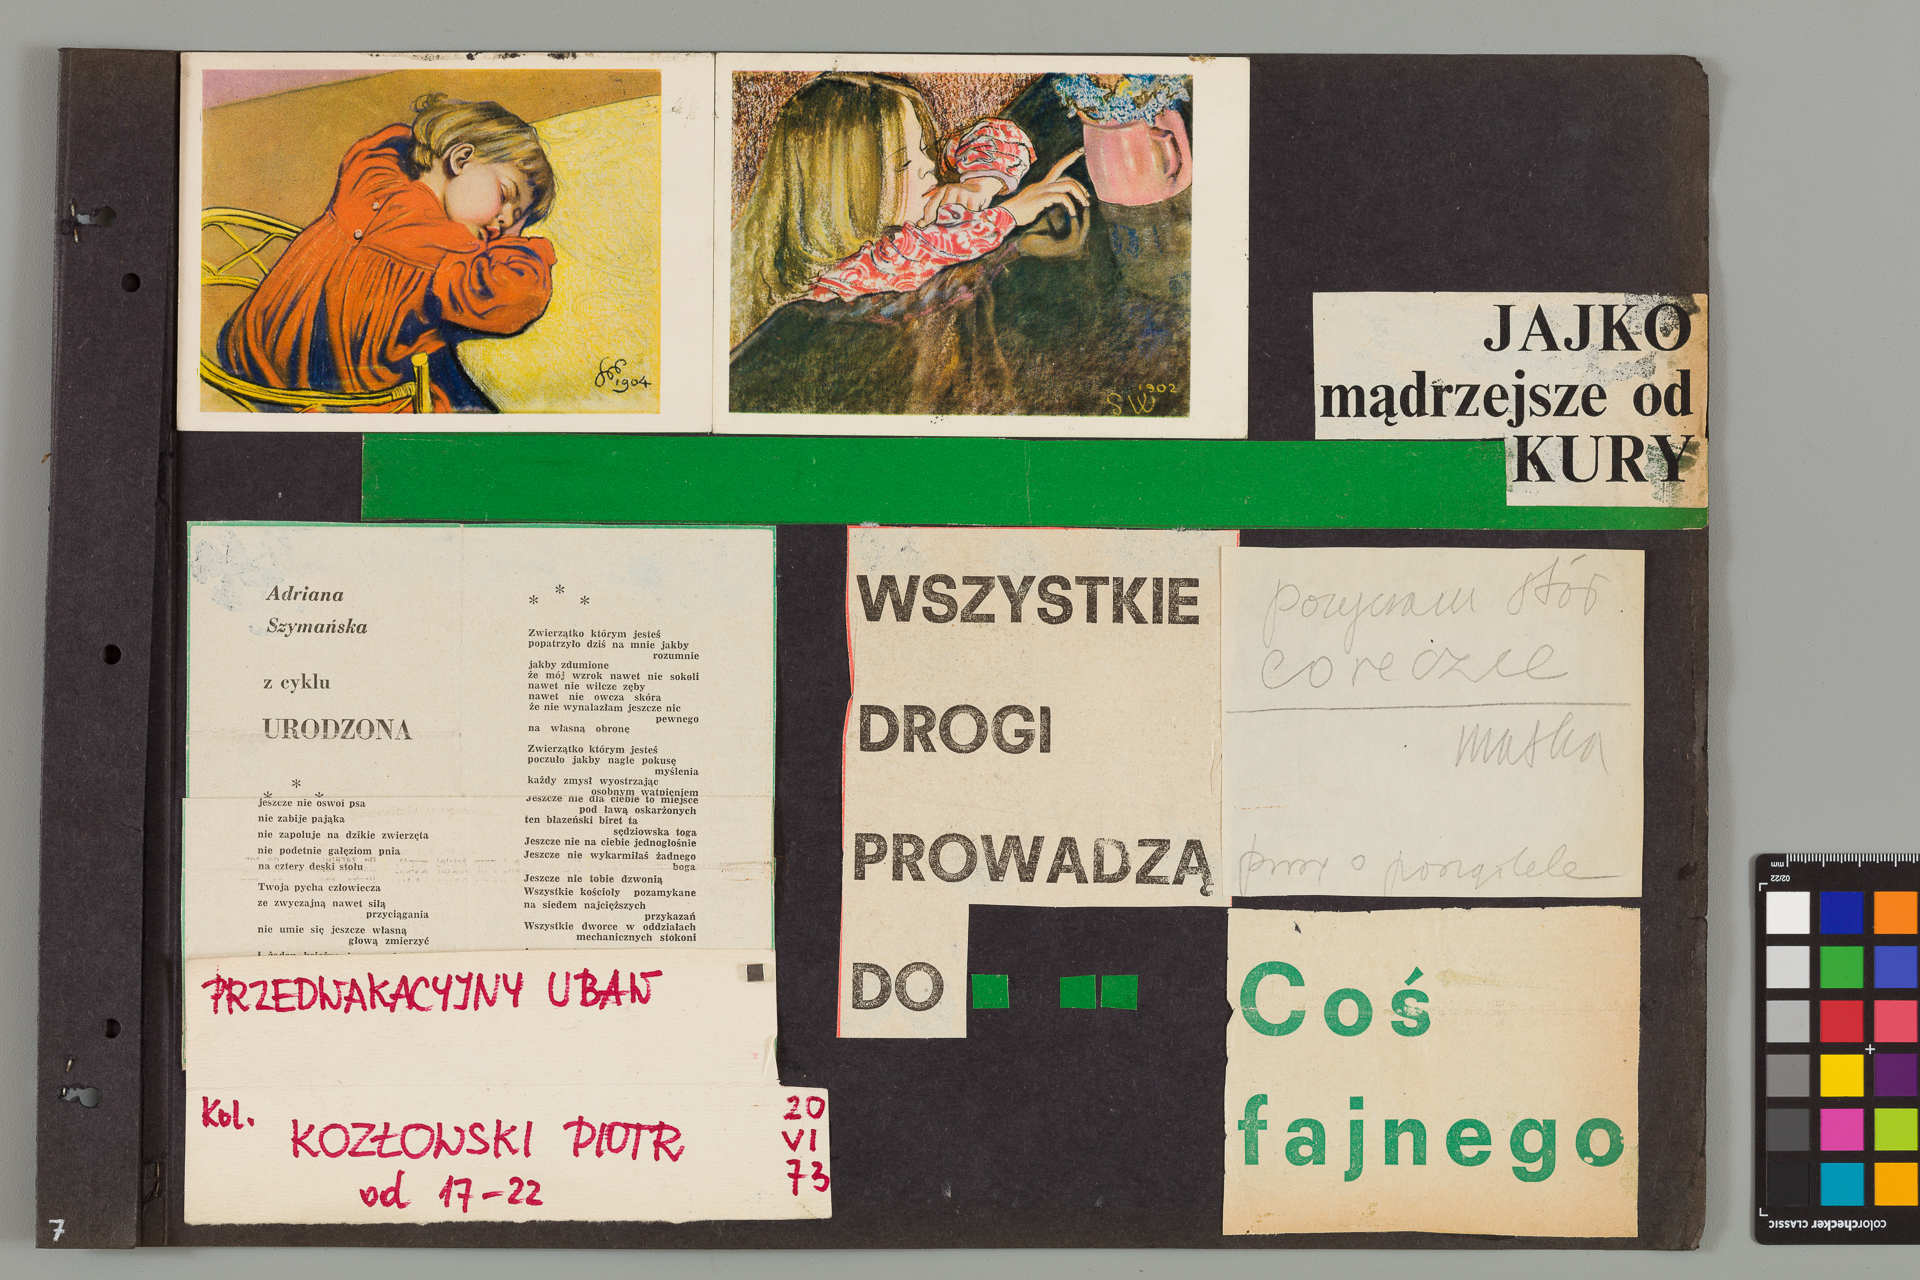 1904
SW 1902
JAJKO
mądrzejsze od
KURY
Adriana
Szymańska
z cyklu
URODZONA
* * *
jeszcze nie oswoi psa
nie zabije pająka
nie zapoluje na dzikie zwierzęta
nie podetnie gałęziom pnia
na cztery deski stołu
Twoja pycha człowiecza
ze zwyczajną nawet siłą
przyciągania
nie umie się jeszcze własną
głową zmierzyć
* * *
Zwierzątko którym jesteś
popatrzyło dziś na mnie jakby
rozumnie
jakby zdumione
że mój wzrok nawet nie sokoli
nawet nie wilcze zęby
nawet nie owcza skóra
że nie wynalazłam jeszcze nic
pewnego
na własną obronę
Zwierzątko którym jesteś
poczuło jakby nagle pokusę
myślenia
każdy zmysł wyostrzając
osobnym wątpieniem
Jeszcze nie dla ciebie to miejsce
pod ławą oskarżonych
ten błazeński biret ta
sędziowska toga
Jeszcze nie na ciebie jednogłośnie
Jeszcze nie wykarmiłaś żadnego
boga
Jeszcze nie tobie dzwonią
Wszystkie kościoły pozamykane
na siedem najcięższych
przykazań
Wszystkie dworce w oddziałach
mechanicznych stokoni
PRZEDWAKACYJNY UBAW
Kol.
KOZŁOWSKI PIOTR
od 17-22
20
VI
73
WSZYSTKIE
DROGI
PROWADZĄ
DO
pożyczam stór
coreczce
matka
Coś
fajnego
7
mm
02/22
colorchecker CLASSIC